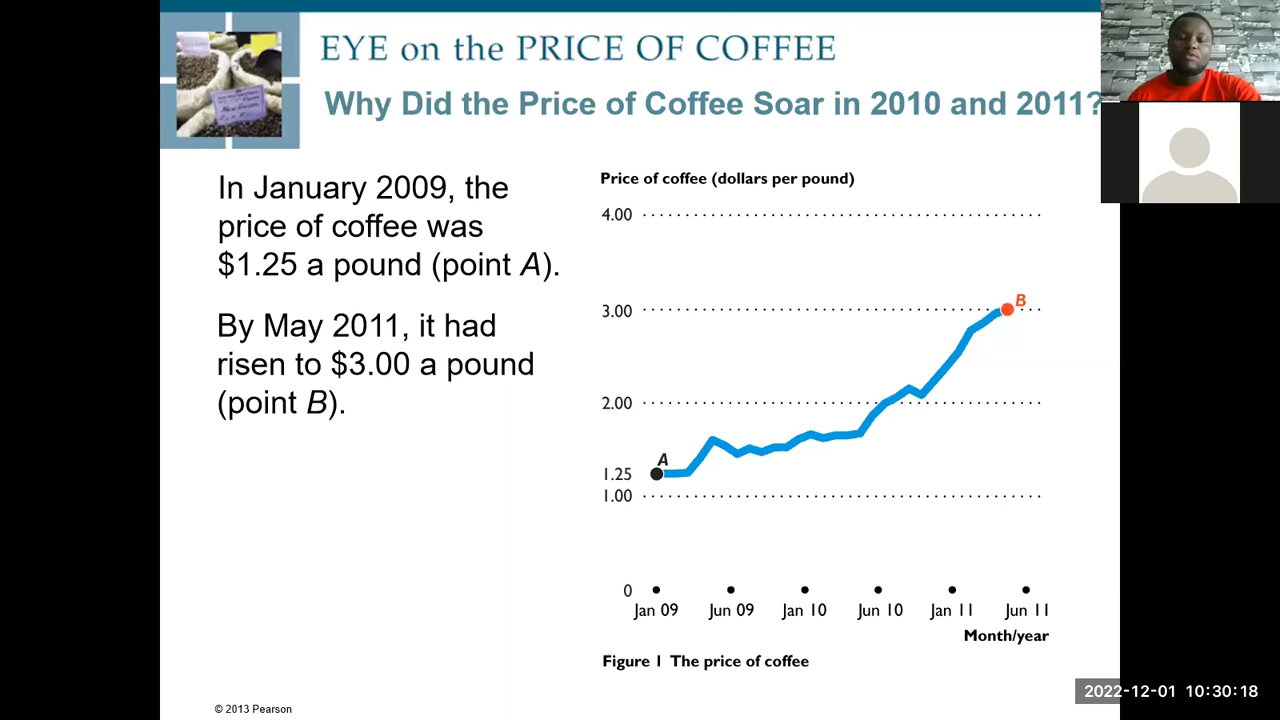 EYE on the PRICE OF COFFEE
Why Did the Price of Coffee Soar in 2010 and 2011?
In January 2009, the
price of coffee was
$1.25 a pound (point A).
By May 2011, it had
risen to $3.00 a pound
(point B).
Price of coffee (dollars per pound)
4.00
3.00
2.00
1.25
1.00
0
A
B
Jan 09 Jun 09 Jan 10 Jun 10 Jan 11 Jun 11
Month/year
Figure 1 The price of coffee
© 2013 Pearson
2022-12-01 10:30:18